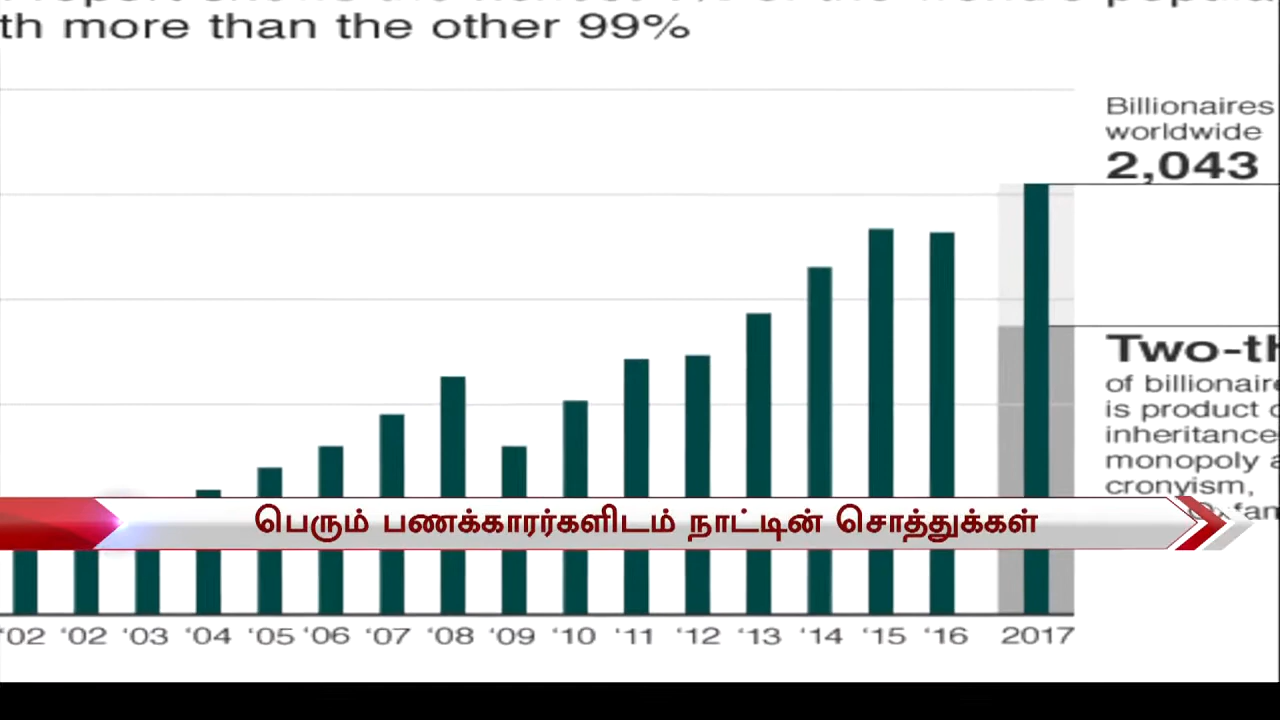 th more than the other 99%
Billionaires
worldwide
2,043
Two-th
of billionaire
is product o
inheritance
monopoly a
cronyism,
பெரும் பணக்காரர்களிடம் நாட்டின் சொத்துக்கள்
'02 '02 '03 '04 '05 '06 '07 '08 '09 '10 '11 '12 '13 '14 '15 '16 2017